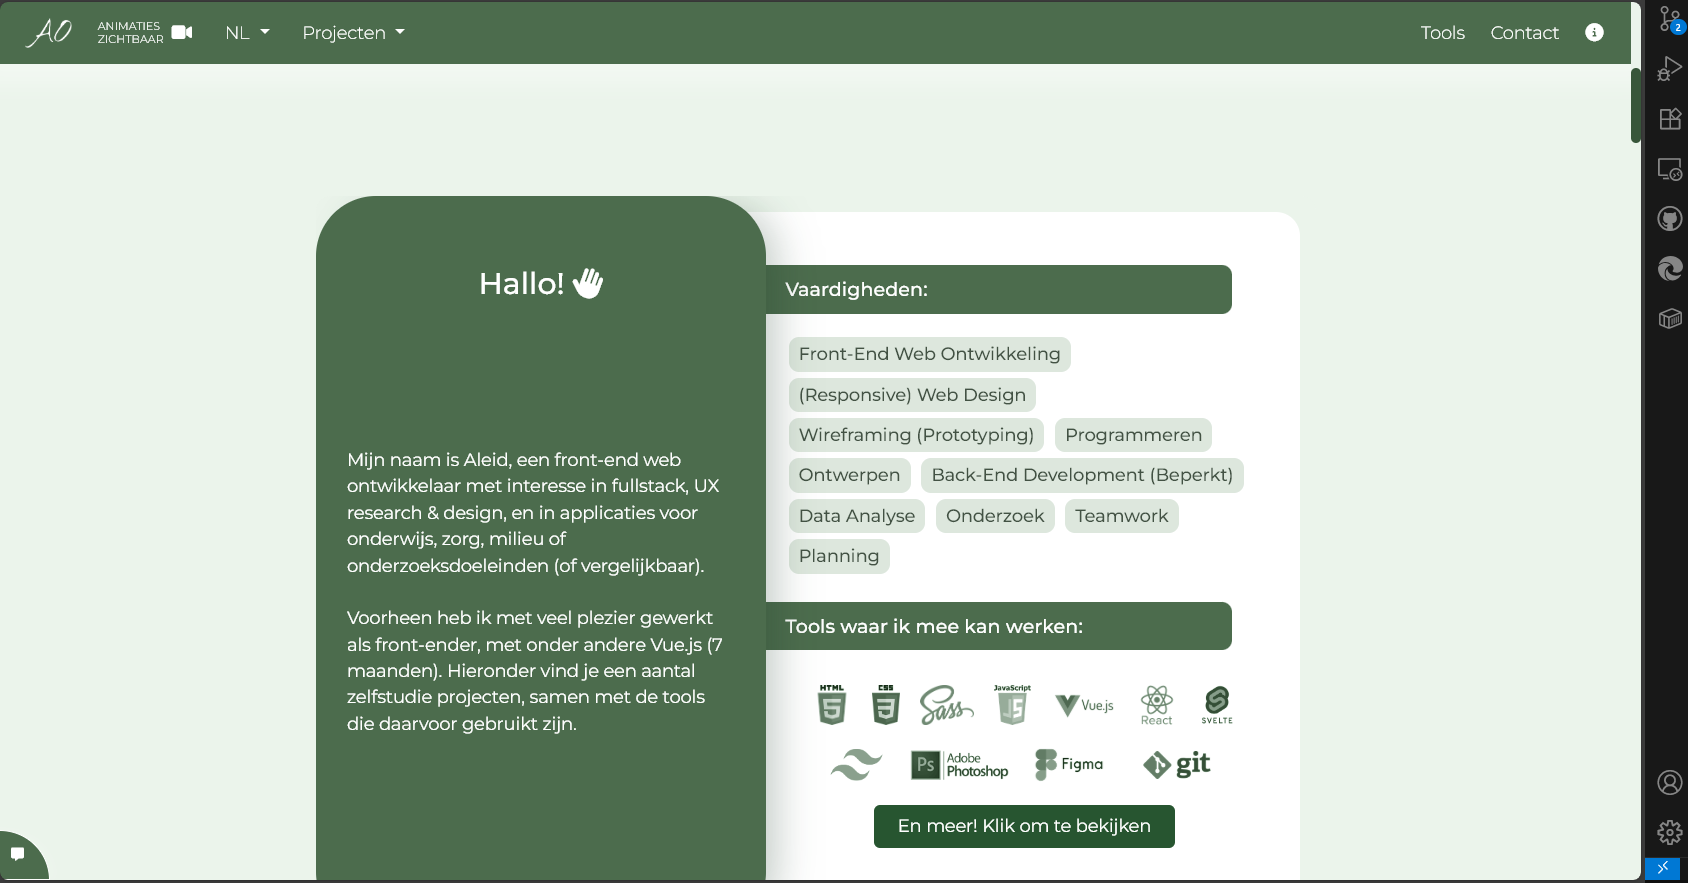 AO
ANIMATIES
ZICHTBAAR
NL
Projecten
Tools
Contact
2
Hallo!
Mijn naam is Aleid, een front-end web
ontwikkelaar met interesse in fullstack, UX
research & design, en in applicaties voor
onderwijs, zorg, milieu of
onderzoeksdoeleinden (of vergelijkbaar).
Voorheen heb ik met veel plezier gewerkt
als front-ender, met onder andere Vue.js (7
maanden). Hieronder vind je een aantal
zelfstudie projecten, samen met de tools
die daarvoor gebruikt zijn.
Vaardigheden:
Front-End Web Ontwikkeling
(Responsive) Web Design
Wireframing (Prototyping) Programmeren
Ontwerpen Back-End Development (Beperkt)
Data Analyse Onderzoek Teamwork
Planning
Tools waar ik mee kan werken:
HTML 5 CSS 3 Sass JavaScript JS Vue.js React SVELTE
Ps Adobe Photoshop Figma git
En meer! Klik om te bekijken